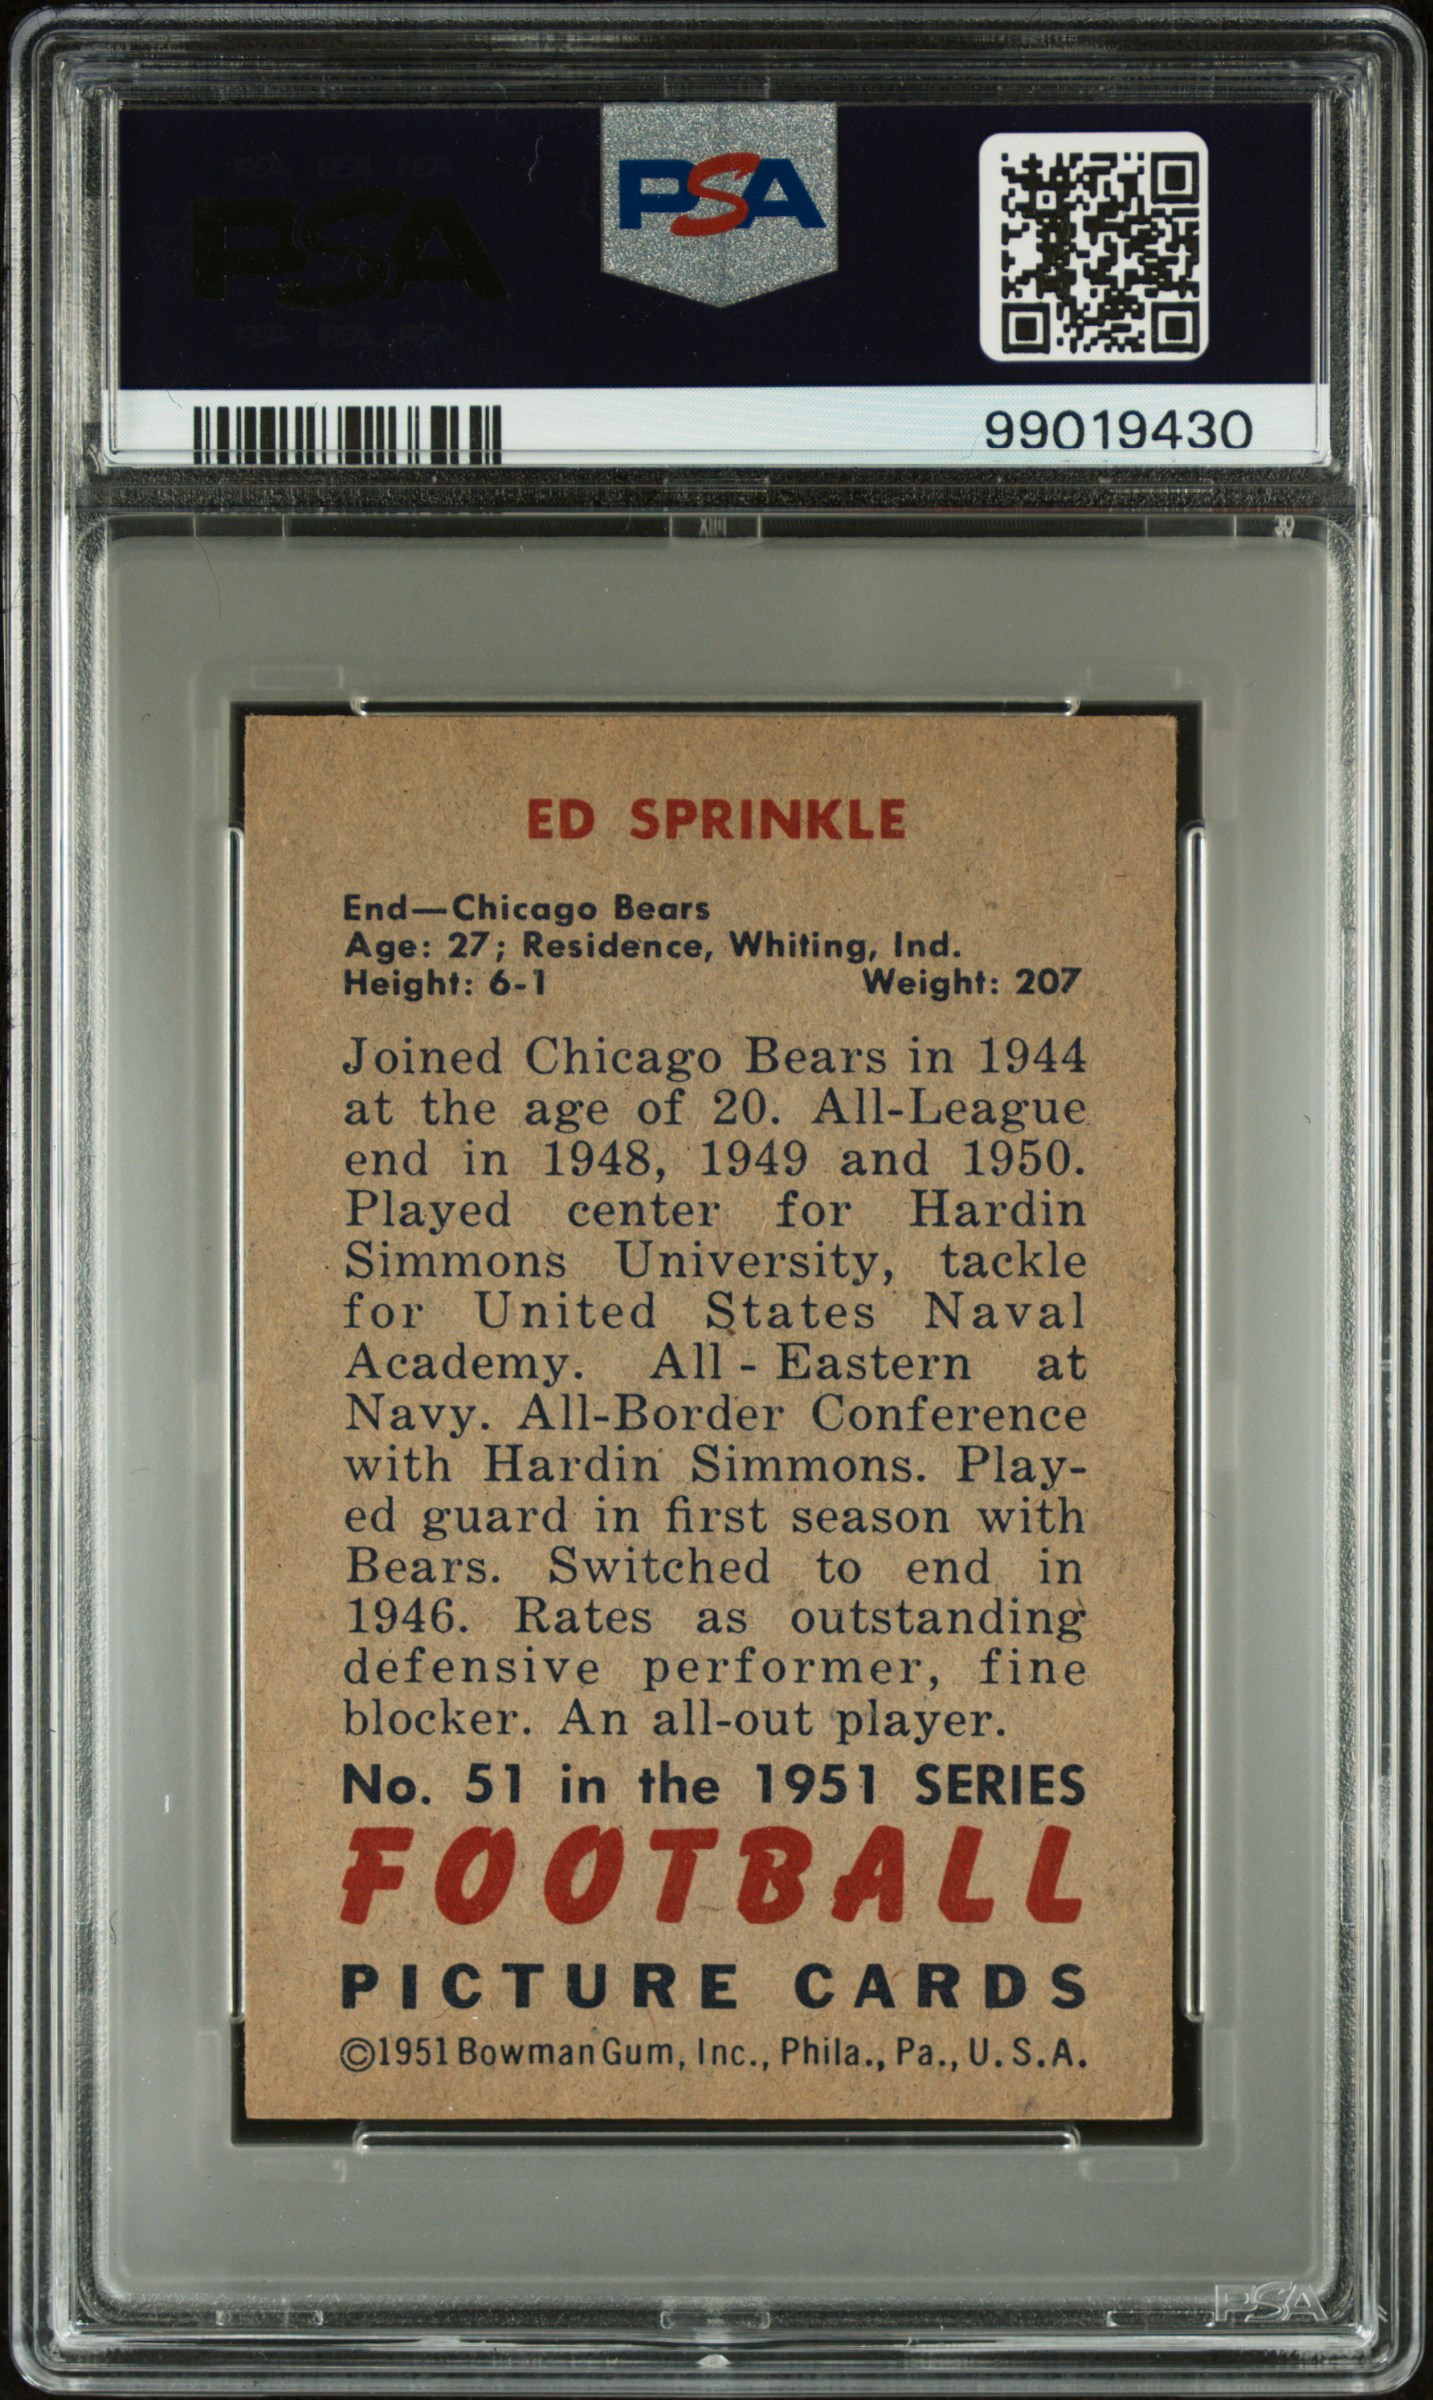 PSA
PSA
99019430
ED SPRINKLE
End—Chicago Bears
Age: 27; Residence, Whiting, Ind.
Height: 6-1 Weight: 207
Joined Chicago Bears in 1944
at the age of 20. All-League
end in 1948, 1949 and 1950.
Played center for Hardin
Simmons University, tackle
for United States Naval
Academy. All - Eastern at
Navy. All-Border Conference
with Hardin Simmons. Play-
ed guard in first season with
Bears. Switched to end in
1946. Rates as outstanding
defensive performer, fine
blocker. An all-out player.
No. 51 in the 1951 SERIES
FOOTBALL
PICTURE CARDS
©1951 Bowman Gum, Inc., Phila., Pa., U.S.A.
PSA